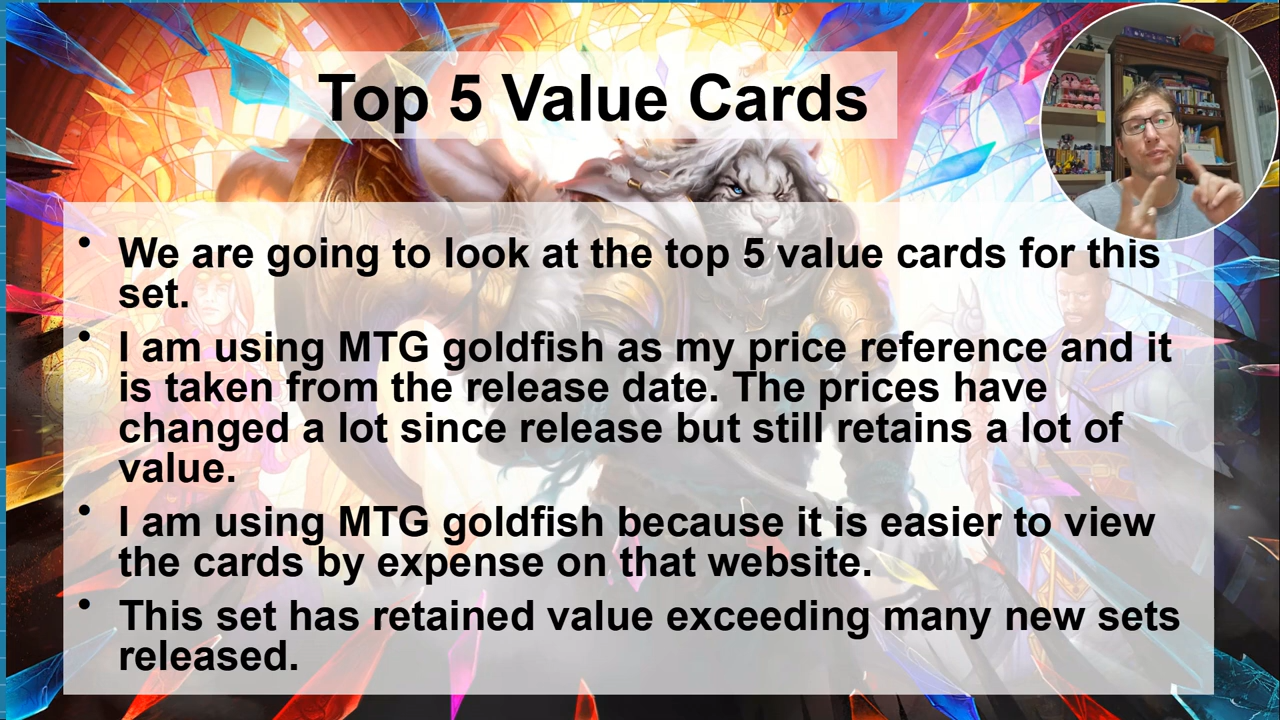 Top 5 Value Cards
• We are going to look at the top 5 value cards for this
set.
• I am using MTG goldfish as my price reference and it
is taken from the release date. The prices have
changed a lot since release but still retains a lot of
value.
• I am using MTG goldfish because it is easier to view
the cards by expense on that website.
• This set has retained value exceeding many new sets
released.